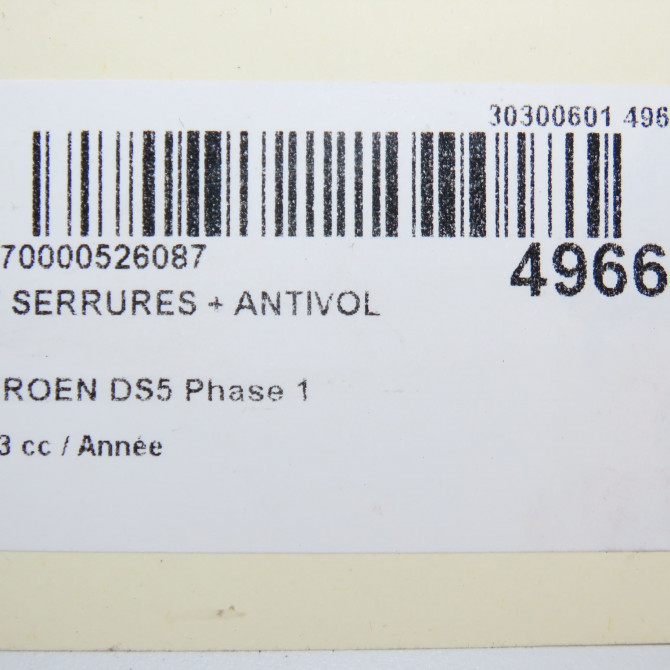 30300601 496
70000526087
4966
SERRURES + ANTIVOL
ROEN DS5 Phase 1
3 cc / Année